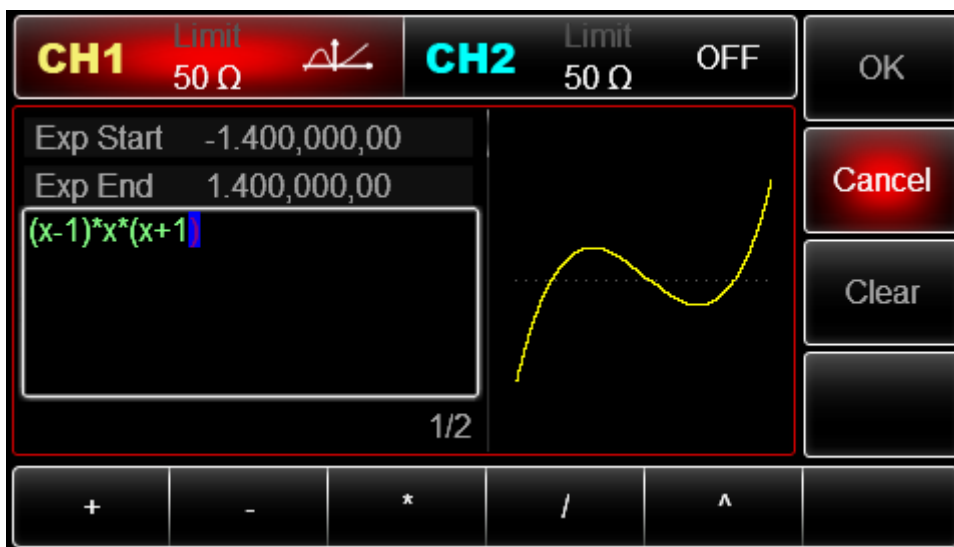 CH1 Limit 50 Ω
CH2 Limit 50 Ω OFF
OK
Exp Start -1.400,000,00
Exp End 1.400,000,00
Cancel
(x-1)*x*(x+1)
Clear
1/2
+ - * / ^